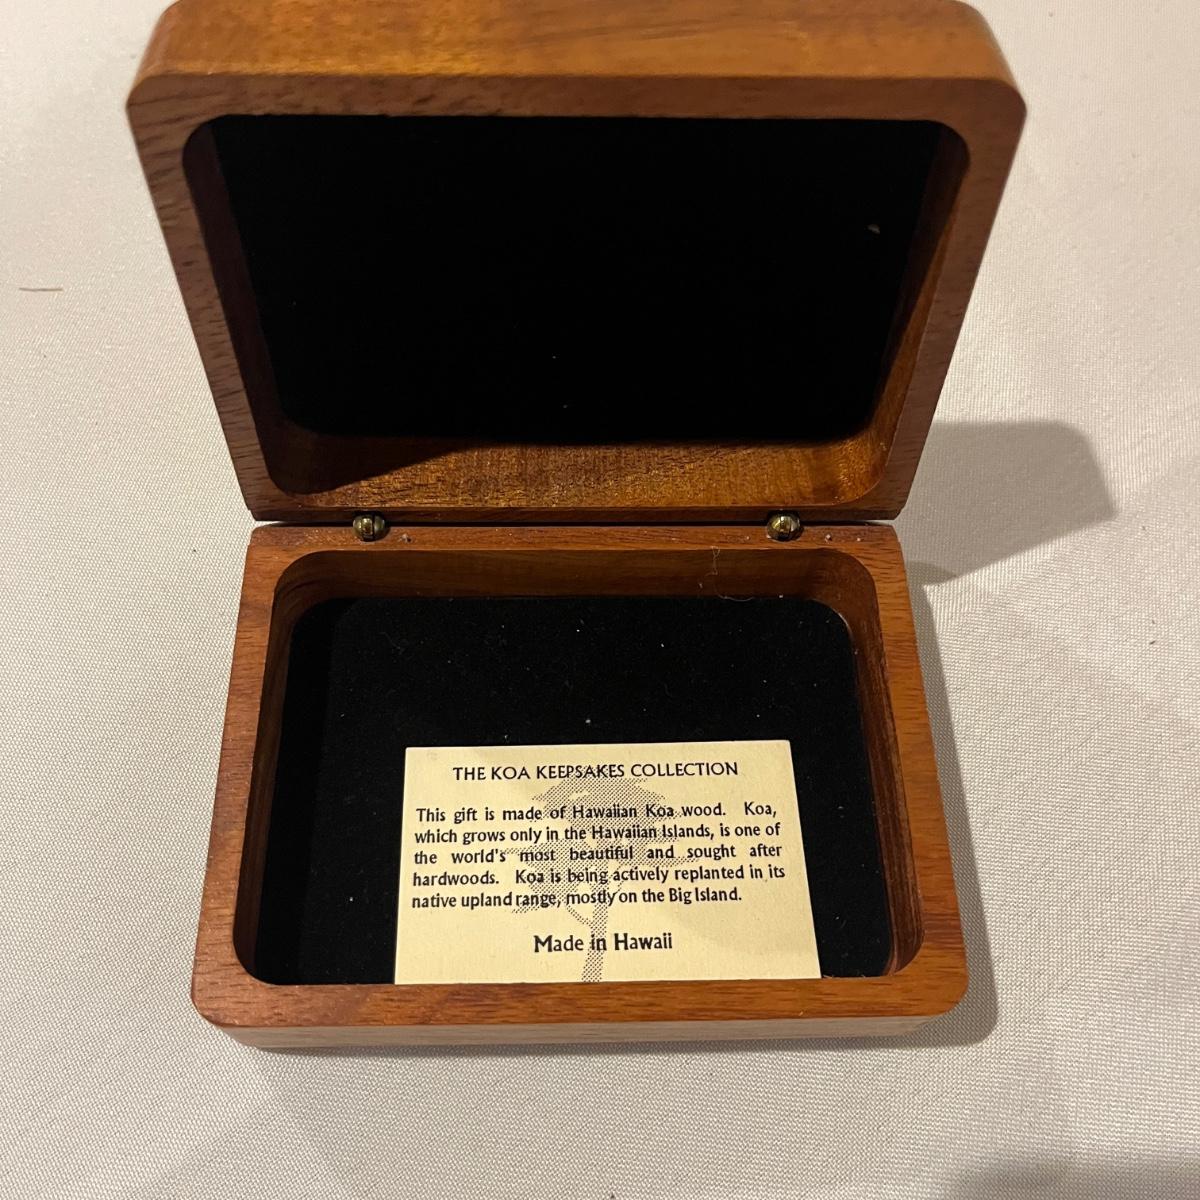 THE KOA KEEPSAKES COLLECTION
This gift is made of Hawaiian Koa wood. Koa,
which grows only in the Hawaiian Islands, is one of
the world's most beautiful and sought after
hardwoods. Koa is being actively replanted in its
native upland range, mostly on the Big Island.
Made in Hawaii